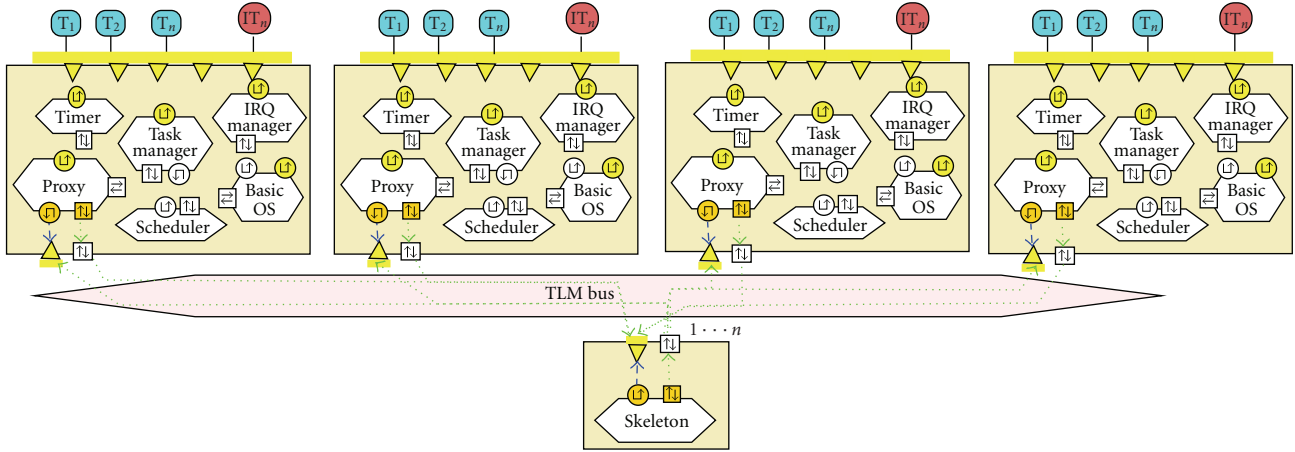 T1 T2 Tn ITn
T1 T2 Tn ITn
T1 T2 Tn ITn
T1 T2 Tn ITn
Timer
Task
manager
IRQ
manager
Proxy
Scheduler
Basic
OS
Timer
Task
manager
IRQ
manager
Proxy
Scheduler
Basic
OS
Timer
Task
manager
IRQ
manager
Proxy
Scheduler
Basic
OS
Timer
Task
manager
IRQ
manager
Proxy
Scheduler
Basic
OS
TLM bus
1 · · · n
Skeleton